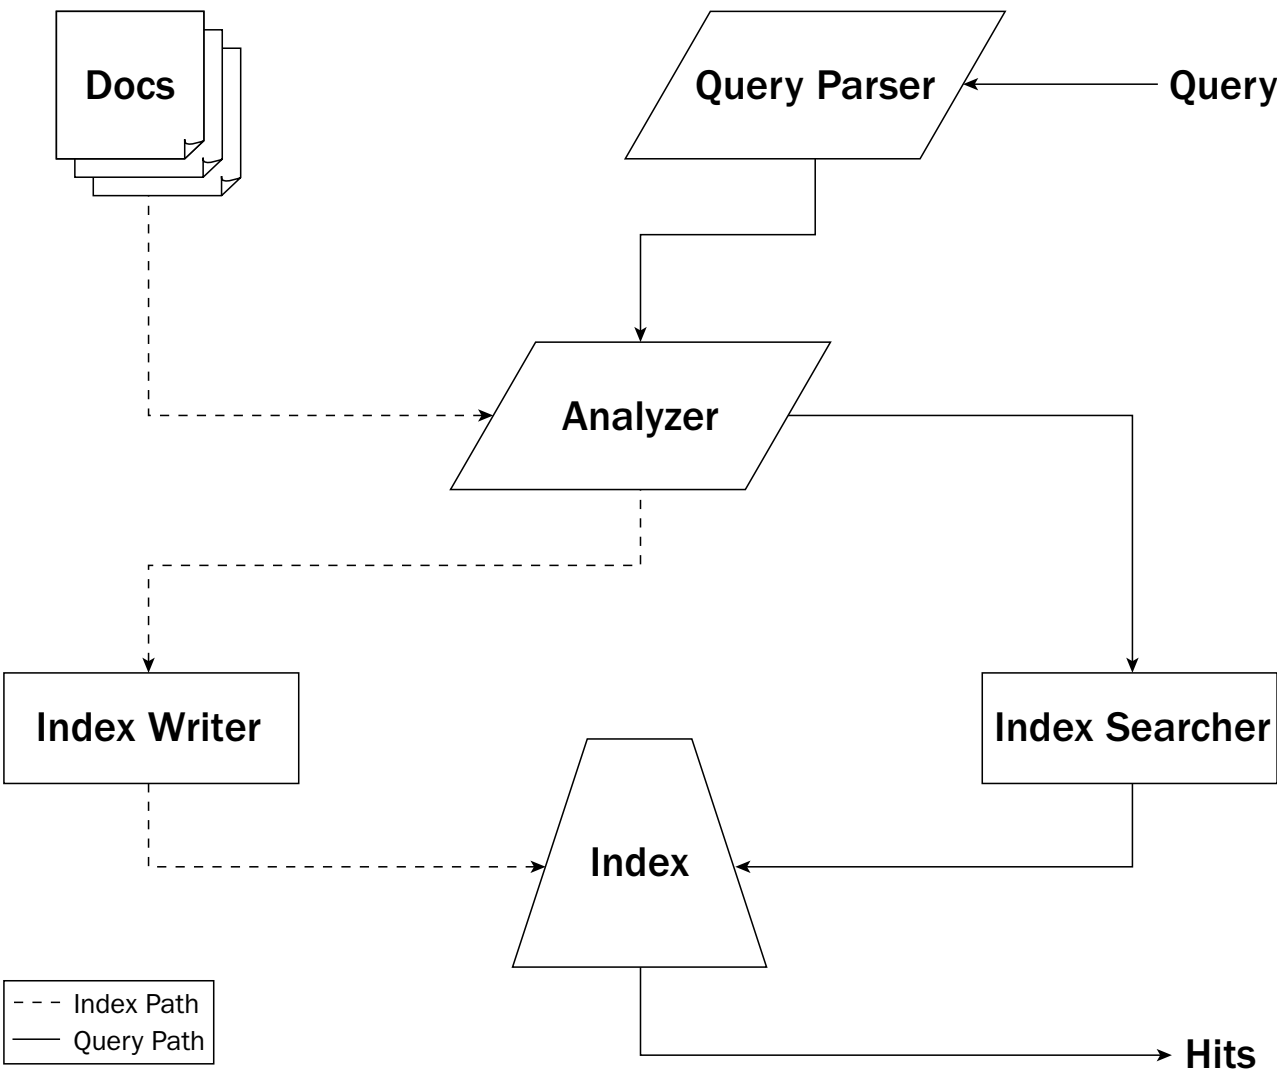 Docs
Query Parser
Query
Analyzer
Index Writer
Index Searcher
Index
Index Path
Query Path
Hits